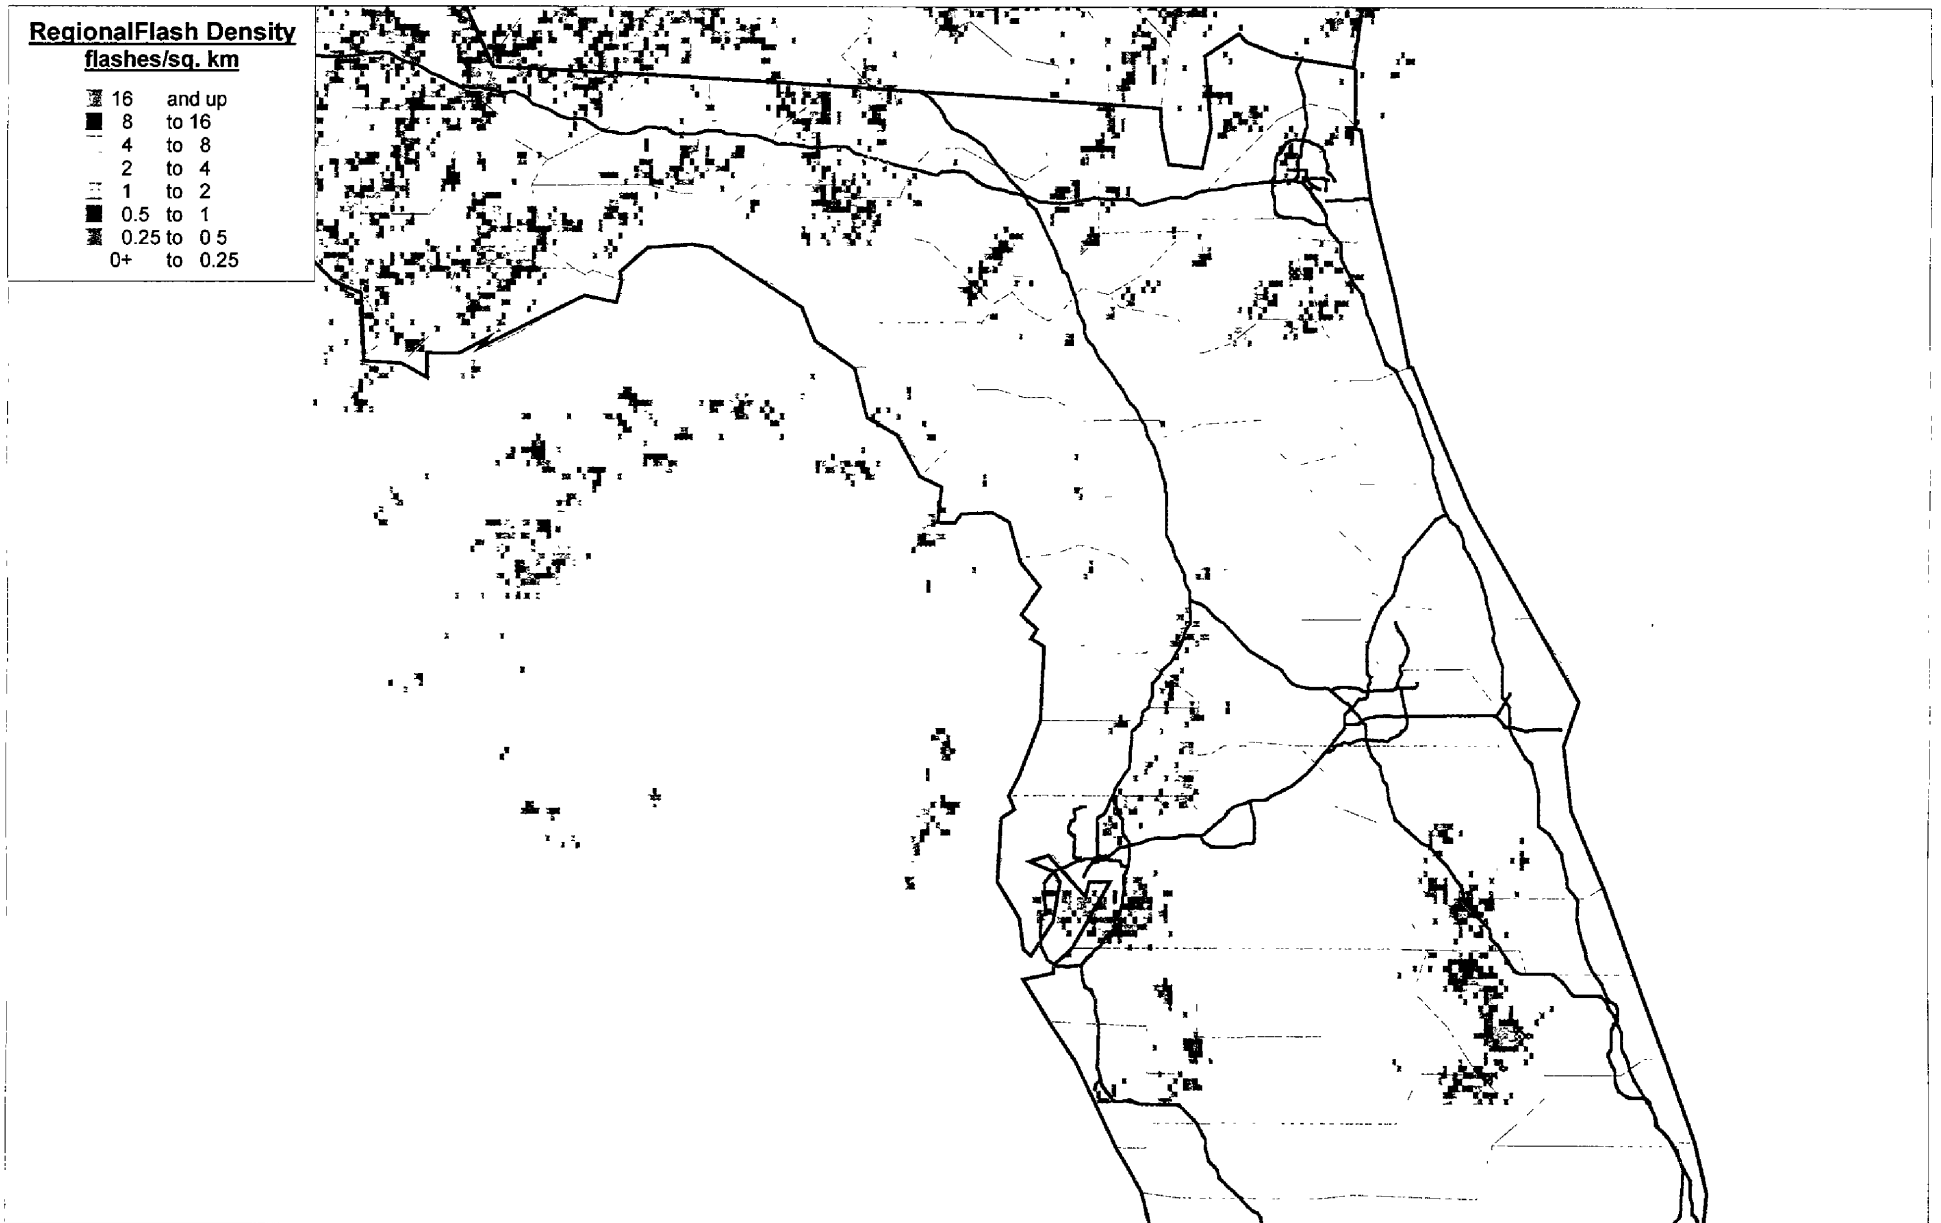 RegionalFlash Density
flashes/sq. km
16 and up
8 to 16
4 to 8
2 to 4
1 to 2
0.5 to 1
0.25 to 0 5
0+ to 0.25